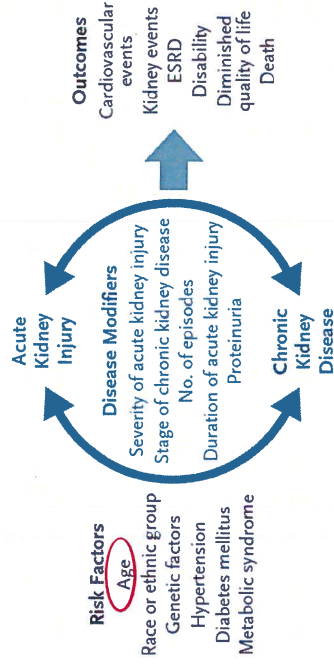 Risk Factors
Age
Race or ethnic group
Genetic factors
Hypertension
Diabetes mellitus
Metabolic syndrome
Acute
Kidney
Injury
Disease Modifiers
Severity of acute kidney injury
Stage of chronic kidney disease
No. of episodes
Duration of acute kidney injury
Proteinuria
Chronic
Kidney
Disease
Outcomes
Cardiovascular
events
Kidney events
ESRD
Disability
Diminished
quality of life
Death